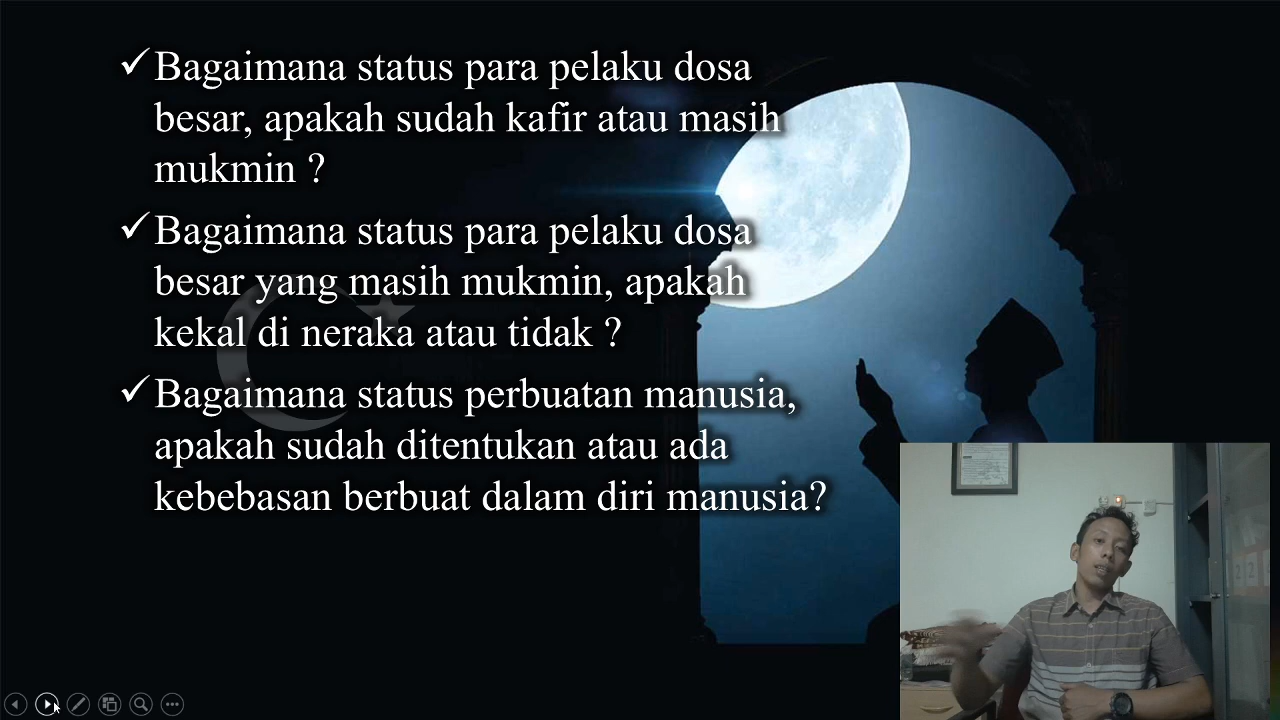 Bagaimana status para pelaku dosa
besar, apakah sudah kafir atau masih
mukmin ?
Bagaimana status para pelaku dosa
besar yang masih mukmin, apakah
kekal di neraka atau tidak ?
Bagaimana status perbuatan manusia,
apakah sudah ditentukan atau ada
kebebasan berbuat dalam diri manusia?